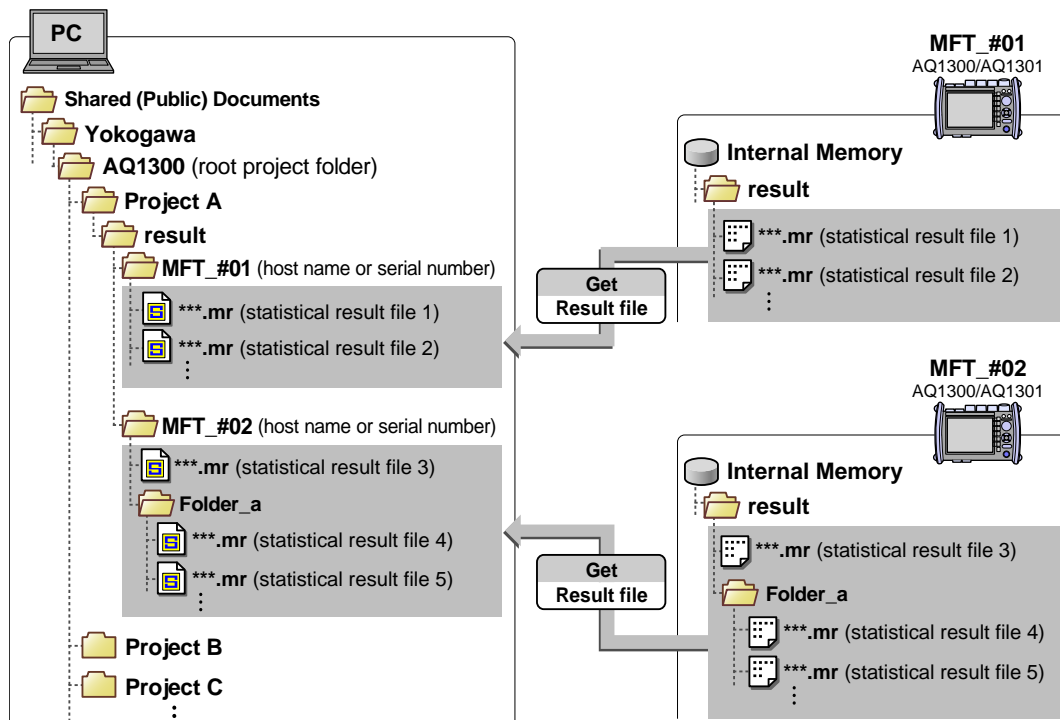 PC
Shared (Public) Documents
Yokogawa
AQ1300 (root project folder)
Project A
result
MFT_#01 (host name or serial number)
***.mr (statistical result file 1)
***.mr (statistical result file 2)
MFT_#02 (host name or serial number)
***.mr (statistical result file 3)
Folder_a
***.mr (statistical result file 4)
***.mr (statistical result file 5)
Project B
Project C
Get
Result file
Get
Result file
MFT_#01
AQ1300/AQ1301
Internal Memory
result
***.mr (statistical result file 1)
***.mr (statistical result file 2)
MFT_#02
AQ1300/AQ1301
Internal Memory
result
***.mr (statistical result file 3)
Folder_a
***.mr (statistical result file 4)
***.mr (statistical result file 5)